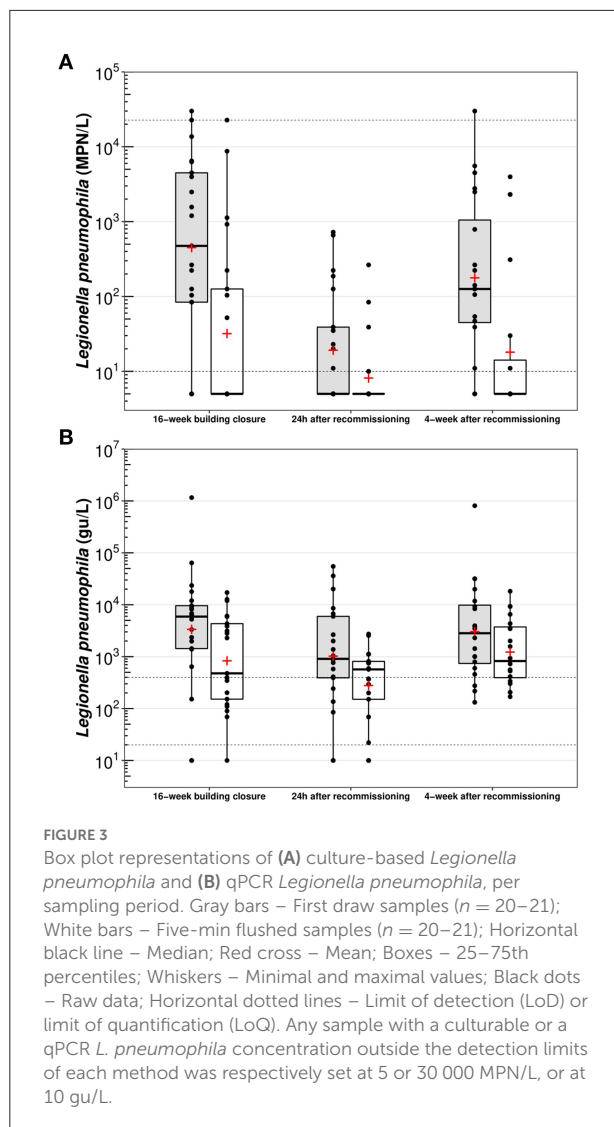 A
Legionella pneumophila (MPN/L)
10⁵
10⁴
10³
10²
10¹
16−week building closure
24h after recommissioning
4−week after recommissioning
B
Legionella pneumophila (gu/L)
10⁷
10⁶
10⁵
10⁴
10³
10²
10¹
16−week building closure
24h after recommissioning
4−week after recommissioning
FIGURE 3
Box plot representations of (A) culture-based Legionella
pneumophila and (B) qPCR Legionella pneumophila, per
sampling period. Gray bars – First draw samples (n = 20–21);
White bars – Five-min flushed samples (n = 20–21); Horizontal
black line – Median; Red cross – Mean; Boxes – 25–75th
percentiles; Whiskers – Minimal and maximal values; Black dots
– Raw data; Horizontal dotted lines – Limit of detection (LoD) or
limit of quantification (LoQ). Any sample with a culturable or a
qPCR L. pneumophila concentration outside the detection limits
of each method was respectively set at 5 or 30 000 MPN/L, or at
10 gu/L.